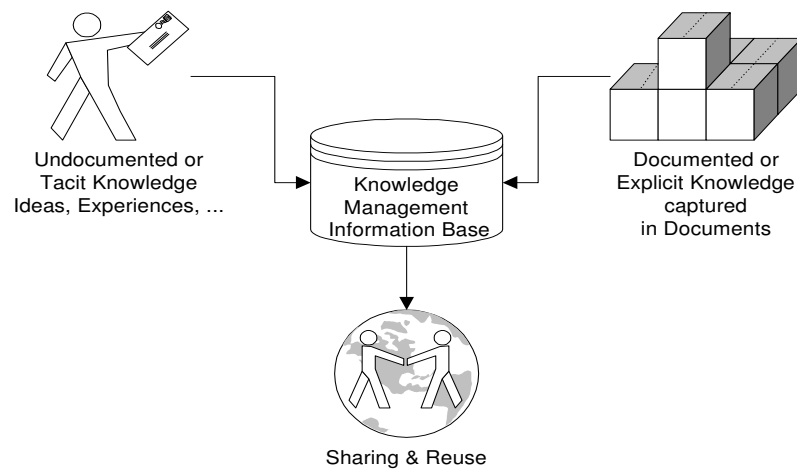 Undocumented or
Tacit Knowledge
Ideas, Experiences, ...
Knowledge
Management
Information Base
Documented or
Explicit Knowledge
captured
in Documents
Sharing & Reuse